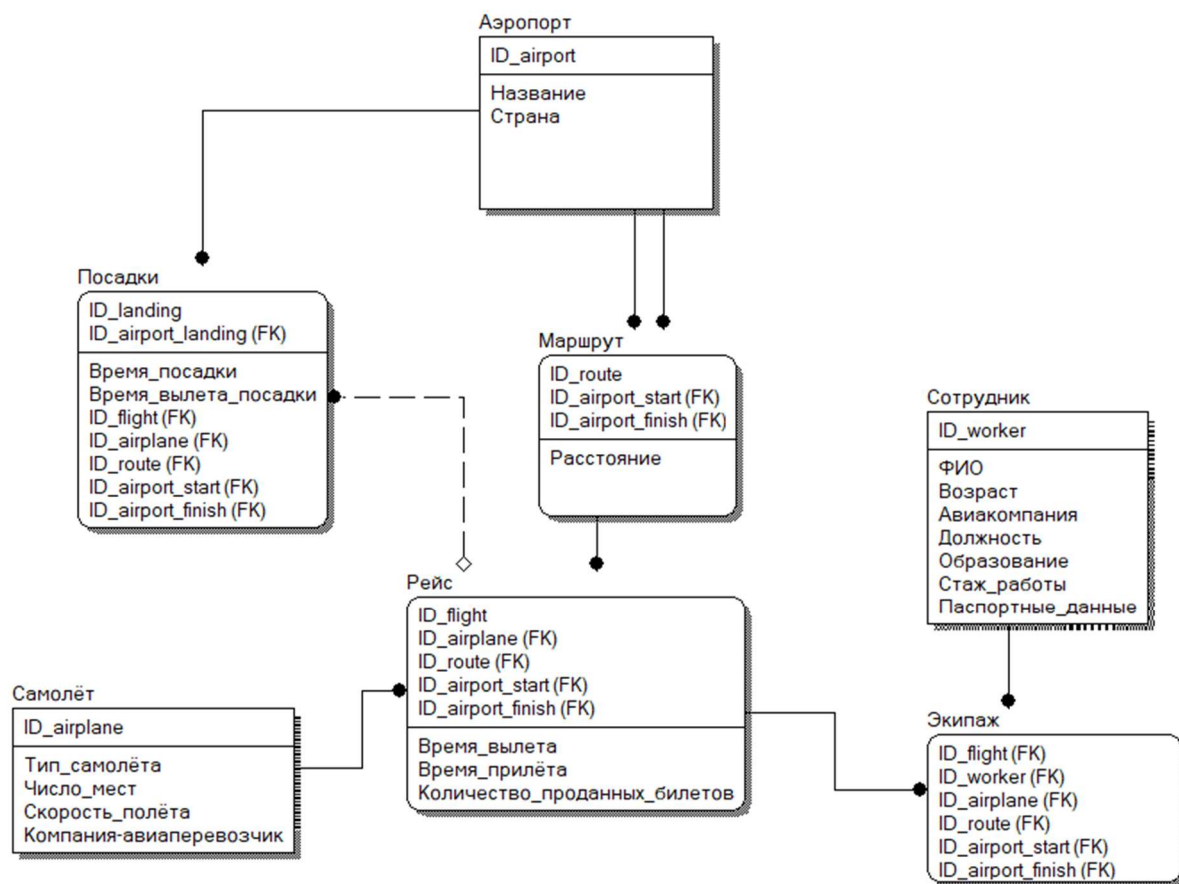 Аэропорт
ID_airport
Название
Страна
Посадки
ID_landing
ID_airport_landing (FK)
Время_посадки
Время_вылета_посадки
ID_flight (FK)
ID_airplane (FK)
ID_route (FK)
ID_airport_start (FK)
ID_airport_finish (FK)
Маршрут
ID_route
ID_airport_start (FK)
ID_airport_finish (FK)
Расстояние
Сотрудник
ID_worker
ФИО
Возраст
Авиакомпания
Должность
Образование
Стаж_работы
Паспортные_данные
Рейс
ID_flight
ID_airplane (FK)
ID_route (FK)
ID_airport_start (FK)
ID_airport_finish (FK)
Время_вылета
Время_прилёта
Количество_проданных_билетов
Самолёт
ID_airplane
Тип_самолёта
Число_мест
Скорость_полёта
Компания-авиаперевозчик
Экипаж
ID_flight (FK)
ID_worker (FK)
ID_airplane (FK)
ID_route (FK)
ID_airport_start (FK)
ID_airport_finish (FK)